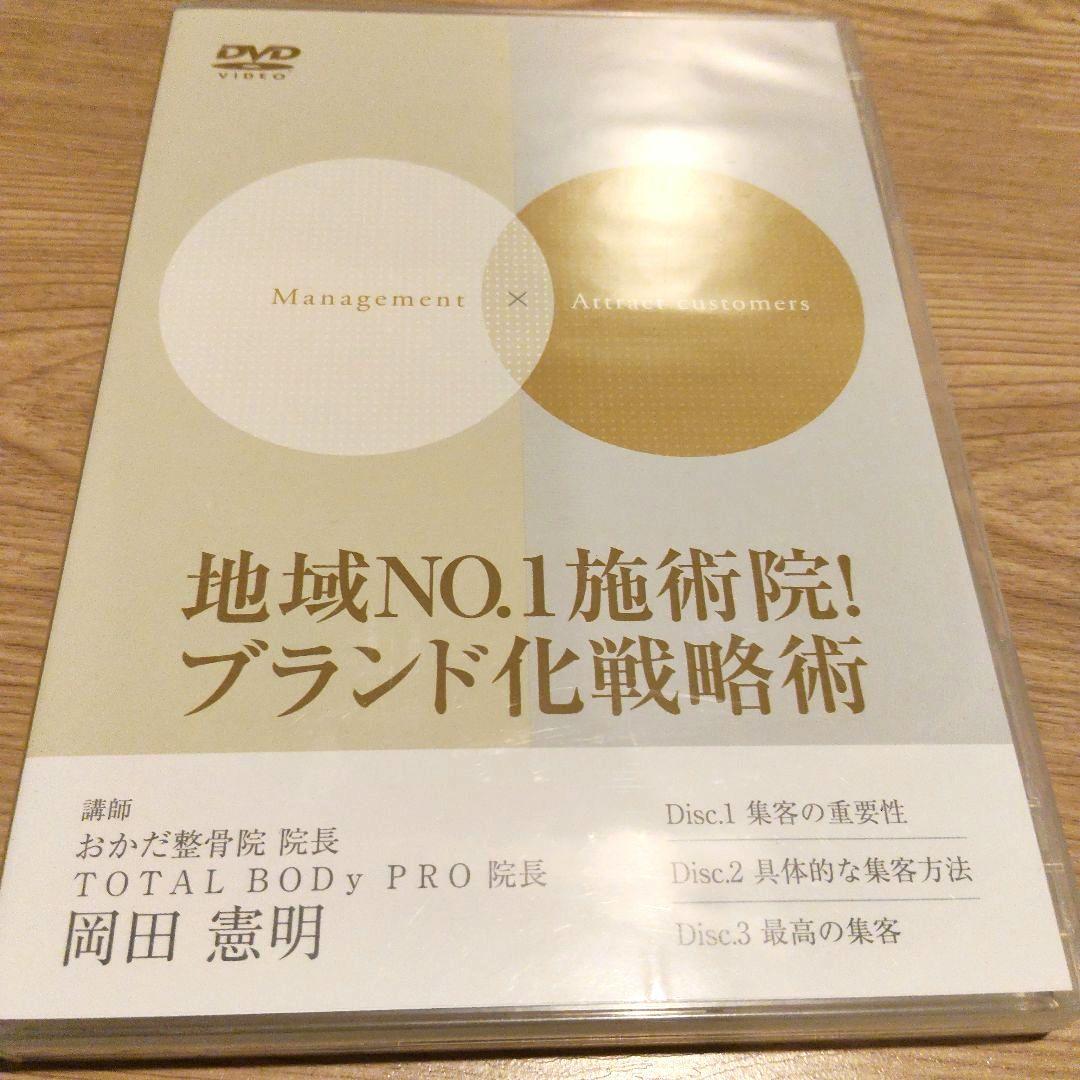 DVD
VIDEO
Management × Attract customers
地域NO.1施術院!
ブランド化戦略術
講師
おかだ整骨院 院長
TOTAL BODy PRO 院長
岡田 憲明
Disc.1 集客の重要性
Disc.2 具体的な集客方法
Disc.3 最高の集客